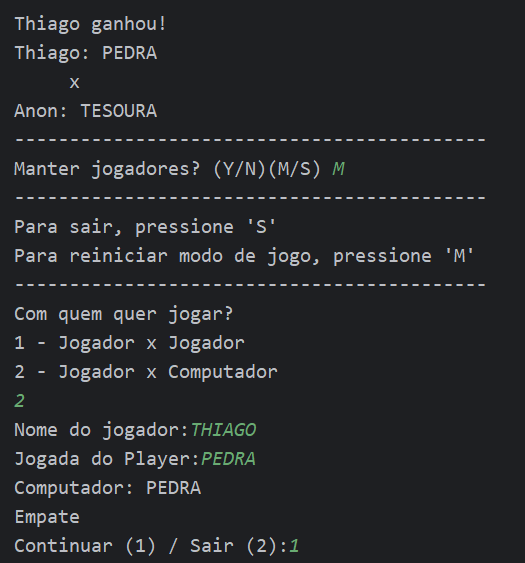 Thiago ganhou!
Thiago: PEDRA
x
Anon: TESOURA
-------------------------------------------
Manter jogadores? (Y/N)(M/S) M
-------------------------------------------
Para sair, pressione 'S'
Para reiniciar modo de jogo, pressione 'M'
-------------------------------------------
Com quem quer jogar?
1 - Jogador x Jogador
2 - Jogador x Computador
2
Nome do jogador:THIAGO
Jogada do Player:PEDRA
Computador: PEDRA
Empate
Continuar (1) / Sair (2):1